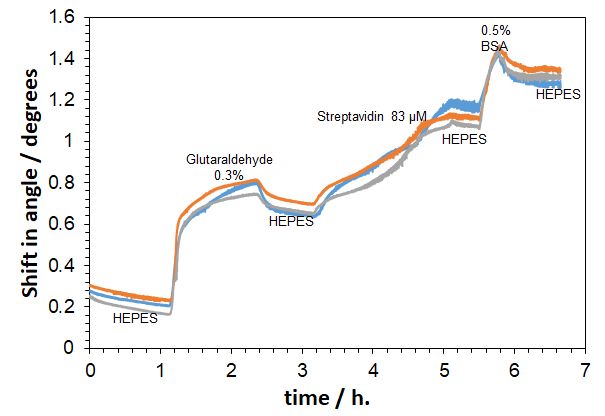 Shift in angle / degrees
1.6
1.4
1.2
1
0.8
0.6
0.4
0.2
0
0.5%
BSA
HEPES
Streptavidin 83 µM
HEPES
Glutaraldehyde
0.3%
HEPES
HEPES
0 1 2 3 4 5 6 7
time / h.